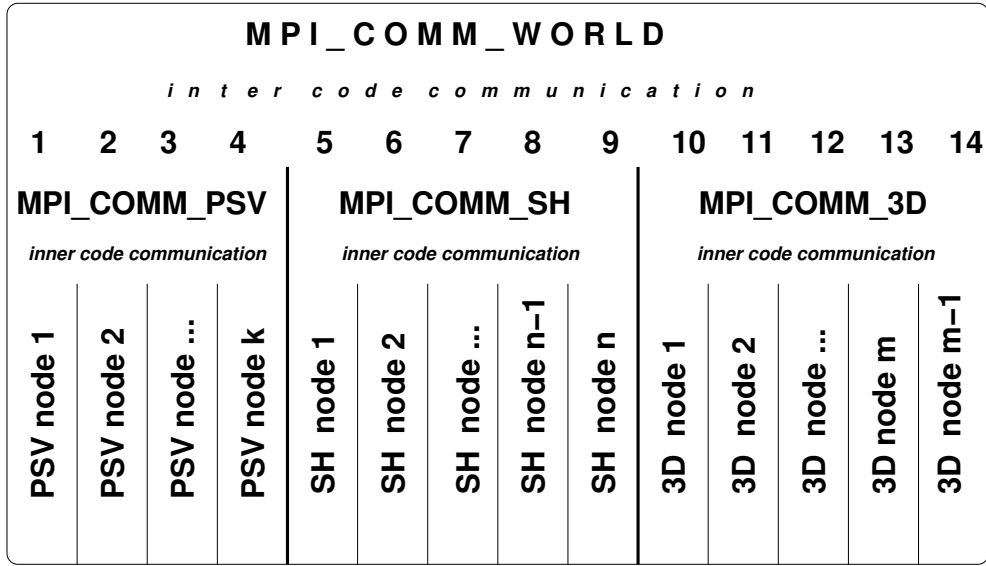 MPI_COMM_WORLD
inter code communication
1 2 3 4 5 6 7 8 9 10 11 12 13 14
MPI_COMM_PSV MPI_COMM_SH MPI_COMM_3D
inner code communication inner code communication inner code communication
PSV node 1
PSV node 2
PSV node ...
PSV node k
SH node 1
SH node 2
SH node ...
SH node n−1
SH node n
3D node 1
3D node 2
3D node ...
3D node m
3D node m−1